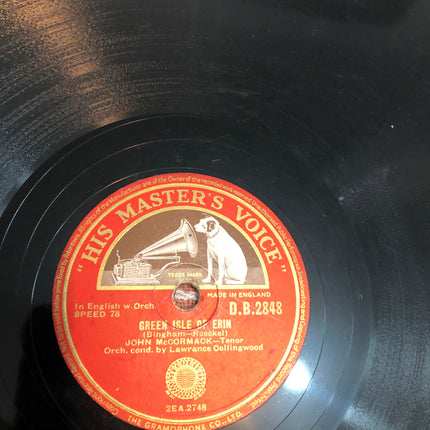 "HIS MASTER'S VOICE"
TRADE MARK
MADE IN ENGLAND
In English w. Orch.
SPEED 78
D.B.2848
GREEN ISLE OF ERIN
(Bingham—Roeckel)
JOHN McCORMACK—Tenor
Orch. cond. by Lawrance Collingwood
2EA.2748
THE GRAMOPHONE CO., LTD.